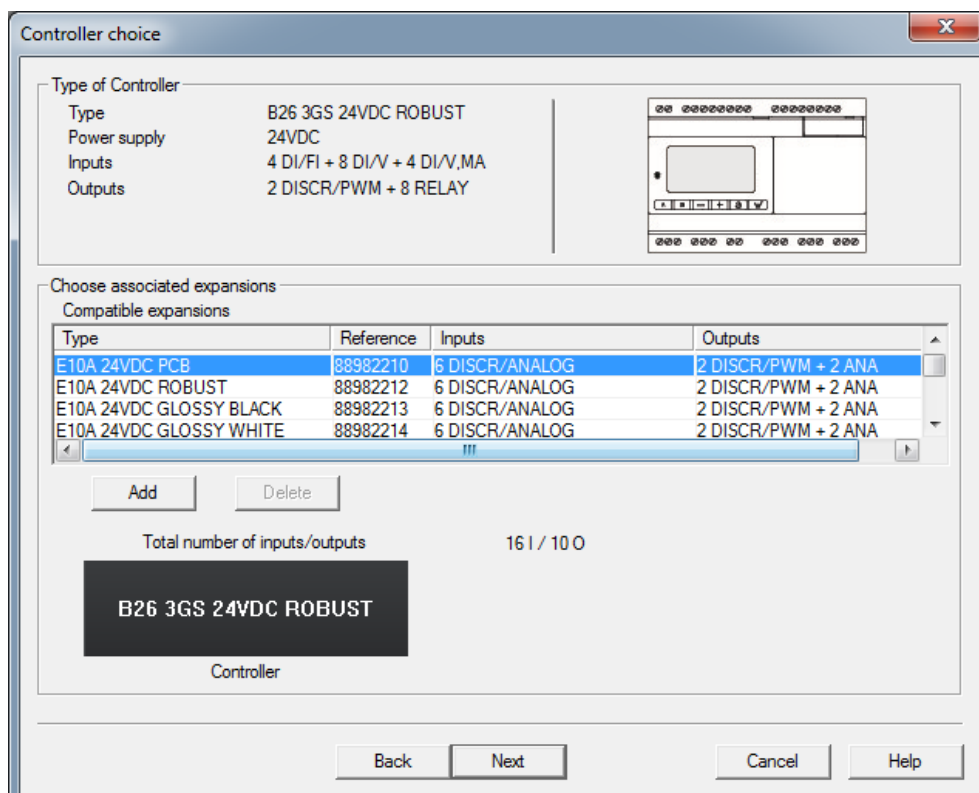 Controller choice
Type of Controller
Type B26 3GS 24VDC ROBUST
Power supply 24VDC
Inputs 4 DI/FI + 8 DI/V + 4 DI/V,MA
Outputs 2 DISCR/PWM + 8 RELAY
Choose associated expansions
Compatible expansions
Type Reference Inputs Outputs
E10A 24VDC PCB 88982210 6 DISCR/ANALOG 2 DISCR/PWM + 2 ANA
E10A 24VDC ROBUST 88982212 6 DISCR/ANALOG 2 DISCR/PWM + 2 ANA
E10A 24VDC GLOSSY BLACK 88982213 6 DISCR/ANALOG 2 DISCR/PWM + 2 ANA
E10A 24VDC GLOSSY WHITE 88982214 6 DISCR/ANALOG 2 DISCR/PWM + 2 ANA
Add Delete
Total number of inputs/outputs 16 I / 10 O
B26 3GS 24VDC ROBUST
Controller
Back Next Cancel Help